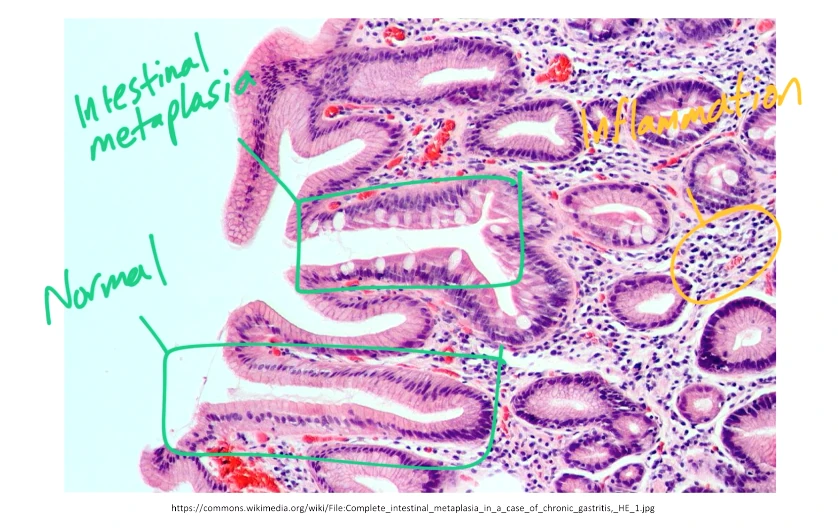 Intestinal
metaplasia
Inflammation
Normal
https://commons.wikimedia.org/wiki/File:Complete_intestinal_metaplasia_in_a_case_of_chronic_gastritis,_HE_1.jpg